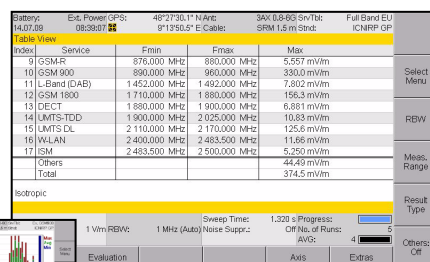 Battery: Ext. Power GPS: 48°27'30.1" N Ant: 3AX 0.8-6G SrvTbl: Full Band EU
14.07.09 08:39:07 9°13'50.5" E Cable: SRM 1.5 m Stnd: ICNIRP GP
Table View
Index Service Fmin Fmax Max
9 GSM-R 876.000 MHz 880.000 MHz 5.557 mV/m
10 GSM 900 890.000 MHz 960.000 MHz 330.0 mV/m
11 L-Band (DAB) 1 452.000 MHz 1 492.000 MHz 7.802 mV/m
12 GSM 1800 1 710.000 MHz 1 880.000 MHz 156.3 mV/m
13 DECT 1 880.000 MHz 1 900.000 MHz 6.881 mV/m
14 UMTS-TDD 1 900.000 MHz 2 025.000 MHz 10.83 mV/m
15 UMTS DL 2 110.000 MHz 2 170.000 MHz 125.6 mV/m
16 W-LAN 2 400.000 MHz 2 483.500 MHz 11.66 mV/m
17 ISM 2 483.500 MHz 2 500.000 MHz 5.250 mV/m
Others 44.49 mV/m
Total 374.5 mV/m
Isotropic
Sweep Time: 1.320 s Progress:
1 V/m RBW: 1 MHz (Auto) Noise Suppr.: Off No. of Runs: 5
AVG: 4
Evaluation Axis Extras
Select Menu
RBW
Meas. Range
Result Type
Others: Off